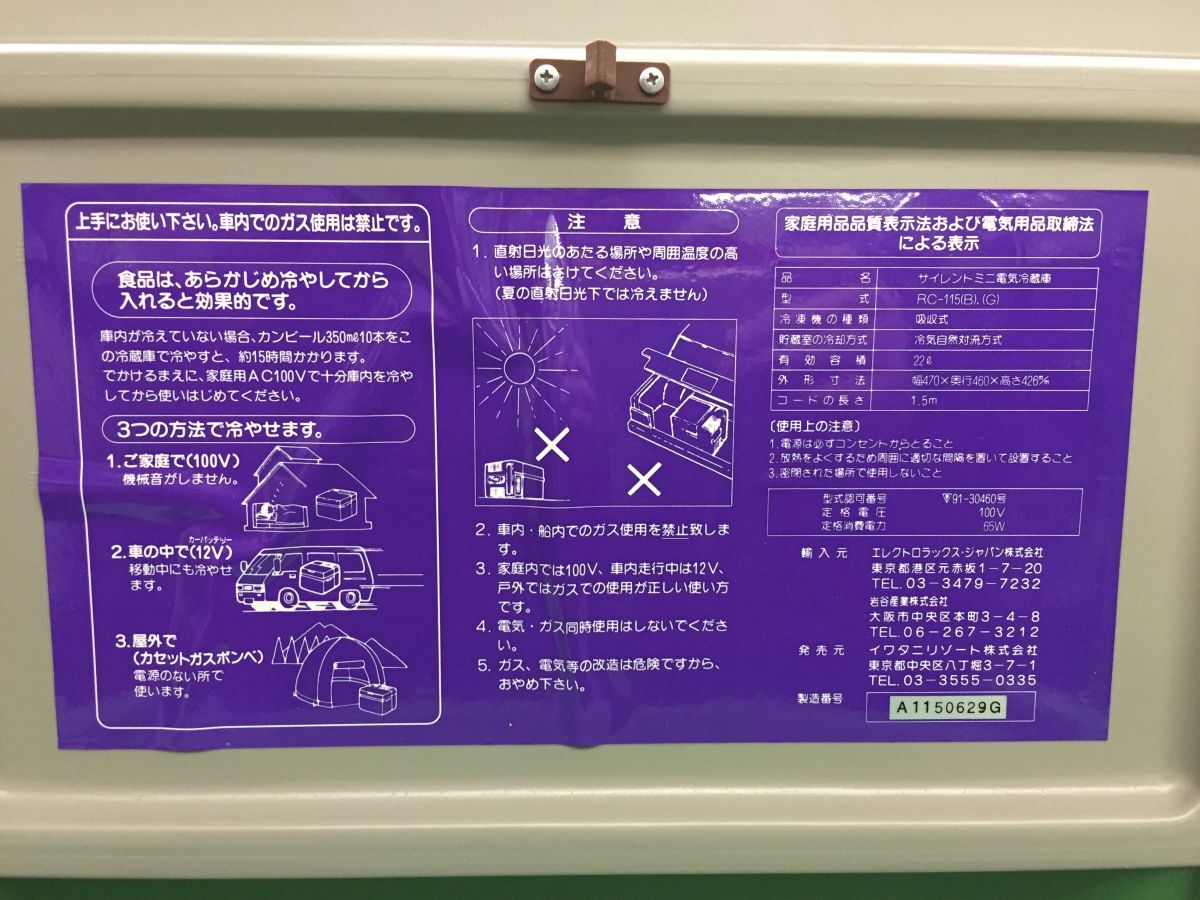 上手にお使い下さい。車内でのガス使用は禁止です。
食品は、あらかじめ冷やしてから
入れると効果的です。
庫内が冷えていない場合、カンビール350mℓ10本をこ
の冷蔵庫で冷やすと、約15時間かかります。
でかけるまえに、家庭用AC100Vで十分庫内を冷や
してから使いはじめてください。
3つの方法で冷やせます。
1.ご家庭で(100V)
機械音がしません。
カーバッテリー
2.車の中で(12V)
移動中にも冷やせ
ます。
3.屋外で
(カセットガスボンベ)
電源のない所で
使います。
注 意
1. 直射日光のあたる場所や周囲温度の高
い場所はさけてください。
(夏の直射日光下では冷えません)
2. 車内・船内でのガス使用を禁止致しま
す。
3. 家庭内では100V、車内走行中は12V、
戸外ではガスでの使用が正しい使い方
です。
4. 電気・ガス同時使用はしないでくださ
い。
5. ガス、電気等の改造は危険ですから、
おやめ下さい。
家庭用品品質表示法および電気用品取締法
による表示
品 名 サイレントミニ電気冷蔵庫
型 式 RC-115(B),(G)
冷凍機の種類 吸収式
貯蔵室の冷却方式 冷気自然対流方式
有効容積 22ℓ
外形寸法 幅470×奥行460×高さ426㎜
コードの長さ 1.5m
〔使用上の注意〕
1.電源は必ずコンセントからとること
2.放熱をよくするため周囲に適切な間隔を置いて設置すること
3.密閉された場所で使用しないこと
型式認可番号 91-30460号
定格電圧 100V
定格消費電力 65W
輸入元 エレクトロラックス・ジャパン株式会社
東京都港区元赤坂1-7-20
TEL.03-3479-7232
岩谷産業株式会社
大阪市中央区本町3-4-8
TEL.06-267-3212
発売元 イワタニリゾート株式会社
東京都中央区八丁堀3-7-1
TEL.03-3555-0335
製造番号 A1150629G